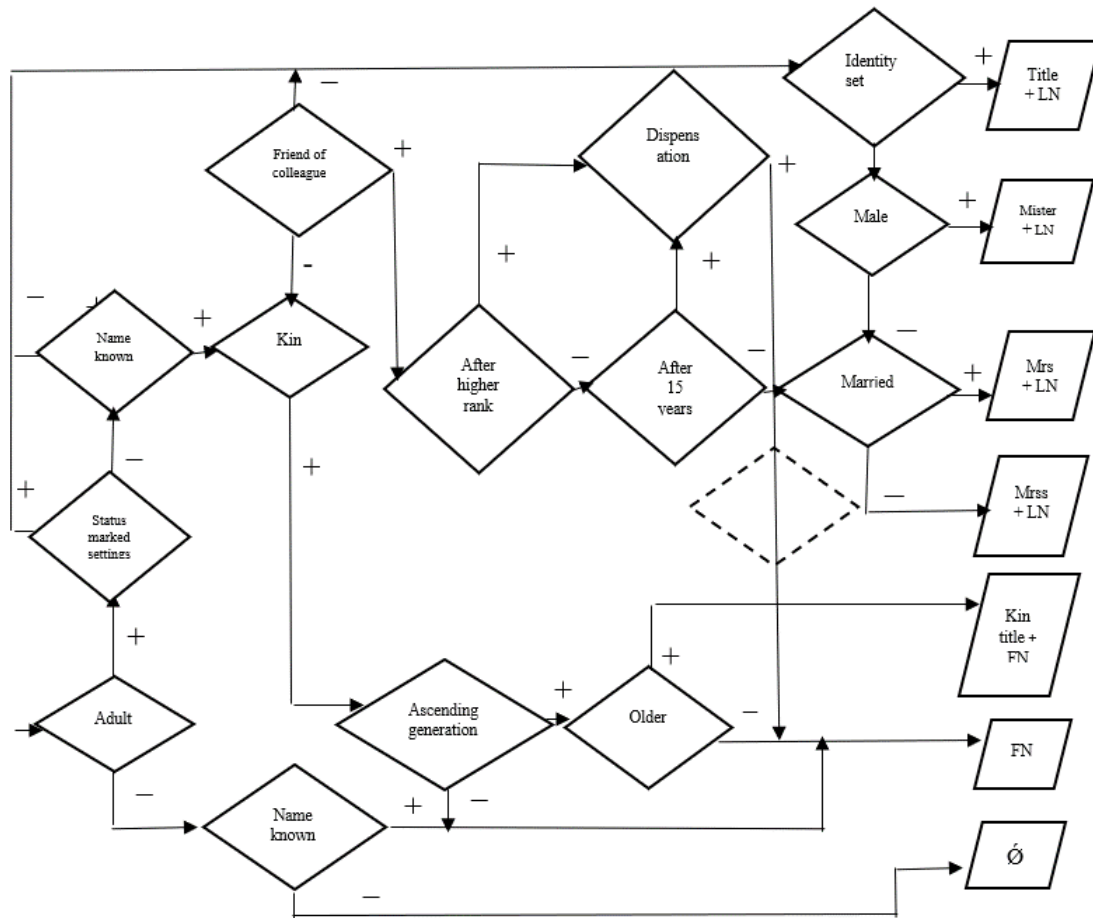 Identity
set
+
Title
+ LN
−
Friend of
colleague
+
Dispens
ation
+
Male
+
Mister
+ LN
-
+
+
−
+
Name
known
+
Kin
After
higher
rank
−
After
15
years
−
−
Married
+
Mrs
+ LN
+
−
+
Status
marked
settings
−
Mrss
+ LN
+
Kin
title +
FN
+
Adult
Ascending
generation
+
Older
−
FN
−
Name
known
+
−
Ǿ
−